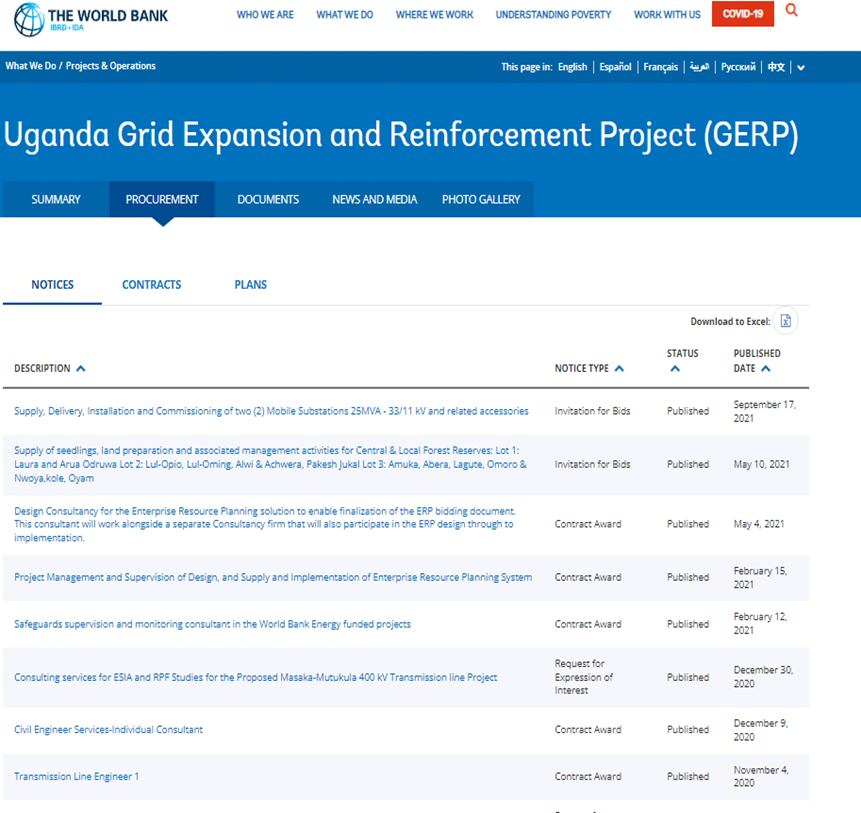 THE WORLD BANK
IBRD • IDA
WHO WE ARE
WHAT WE DO
WHERE WE WORK
UNDERSTANDING POVERTY
WORK WITH US
COVID-19
What We Do / Projects & Operations
This page in: English | Español | Français | العربية | Русский | 中文 |
Uganda Grid Expansion and Reinforcement Project (GERP)
SUMMARY
PROCUREMENT
DOCUMENTS
NEWS AND MEDIA
PHOTO GALLERY
NOTICES
CONTRACTS
PLANS
Download to Excel:
DESCRIPTION
NOTICE TYPE
STATUS
PUBLISHED
DATE
Supply, Delivery, Installation and Commissioning of two (2) Mobile Substations 25MVA - 33/11 kV and related accessories
Invitation for Bids
Published
September 17,
2021
Supply of seedlings, land preparation and associated management activities for Central & Local Forest Reserves: Lot 1:
Laura and Arua Odruwa Lot 2: Lul-Opio, Lul-Oming, Alwi & Achwera, Pakesh Jukal Lot 3: Amuka, Abera, Lagute, Omoro &
Nwoya,kole, Oyam
Invitation for Bids
Published
May 10, 2021
Design Consultancy for the Enterprise Resource Planning solution to enable finalization of the ERP bidding document.
This consultant will work alongside a separate Consultancy firm that will also participate in the ERP design through to
implementation.
Contract Award
Published
May 4, 2021
Project Management and Supervision of Design, and Supply and Implementation of Enterprise Resource Planning System
Contract Award
Published
February 15,
2021
Safeguards supervision and monitoring consultant in the World Bank Energy funded projects
Contract Award
Published
February 12,
2021
Consulting services for ESIA and RPF Studies for the Proposed Masaka-Mutukula 400 kV Transmission line Project
Request for
Expression of
Interest
Published
December 30,
2020
Civil Engineer Services-Individual Consultant
Contract Award
Published
December 9,
2020
Transmission Line Engineer 1
Contract Award
Published
November 4,
2020